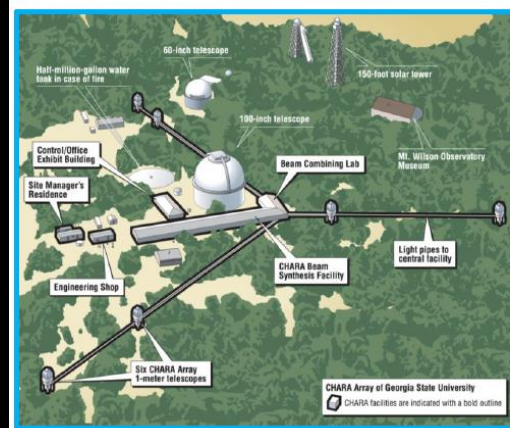 60-inch telescope
150-foot solar tower
Half-million-gallon water
tank in case of fire
100-inch telescope
Control/Office
Exhibit Building
Beam Combining Lab
Mt. Wilson Observatory
Museum
Site Manager's
Residence
Light pipes to
central facility
CHARA Beam
Synthesis Facility
Engineering Shop
Six CHARA Array
1-meter telescopes
CHARA Array of Georgia State University
CHARA facilities are indicated with a bold outline